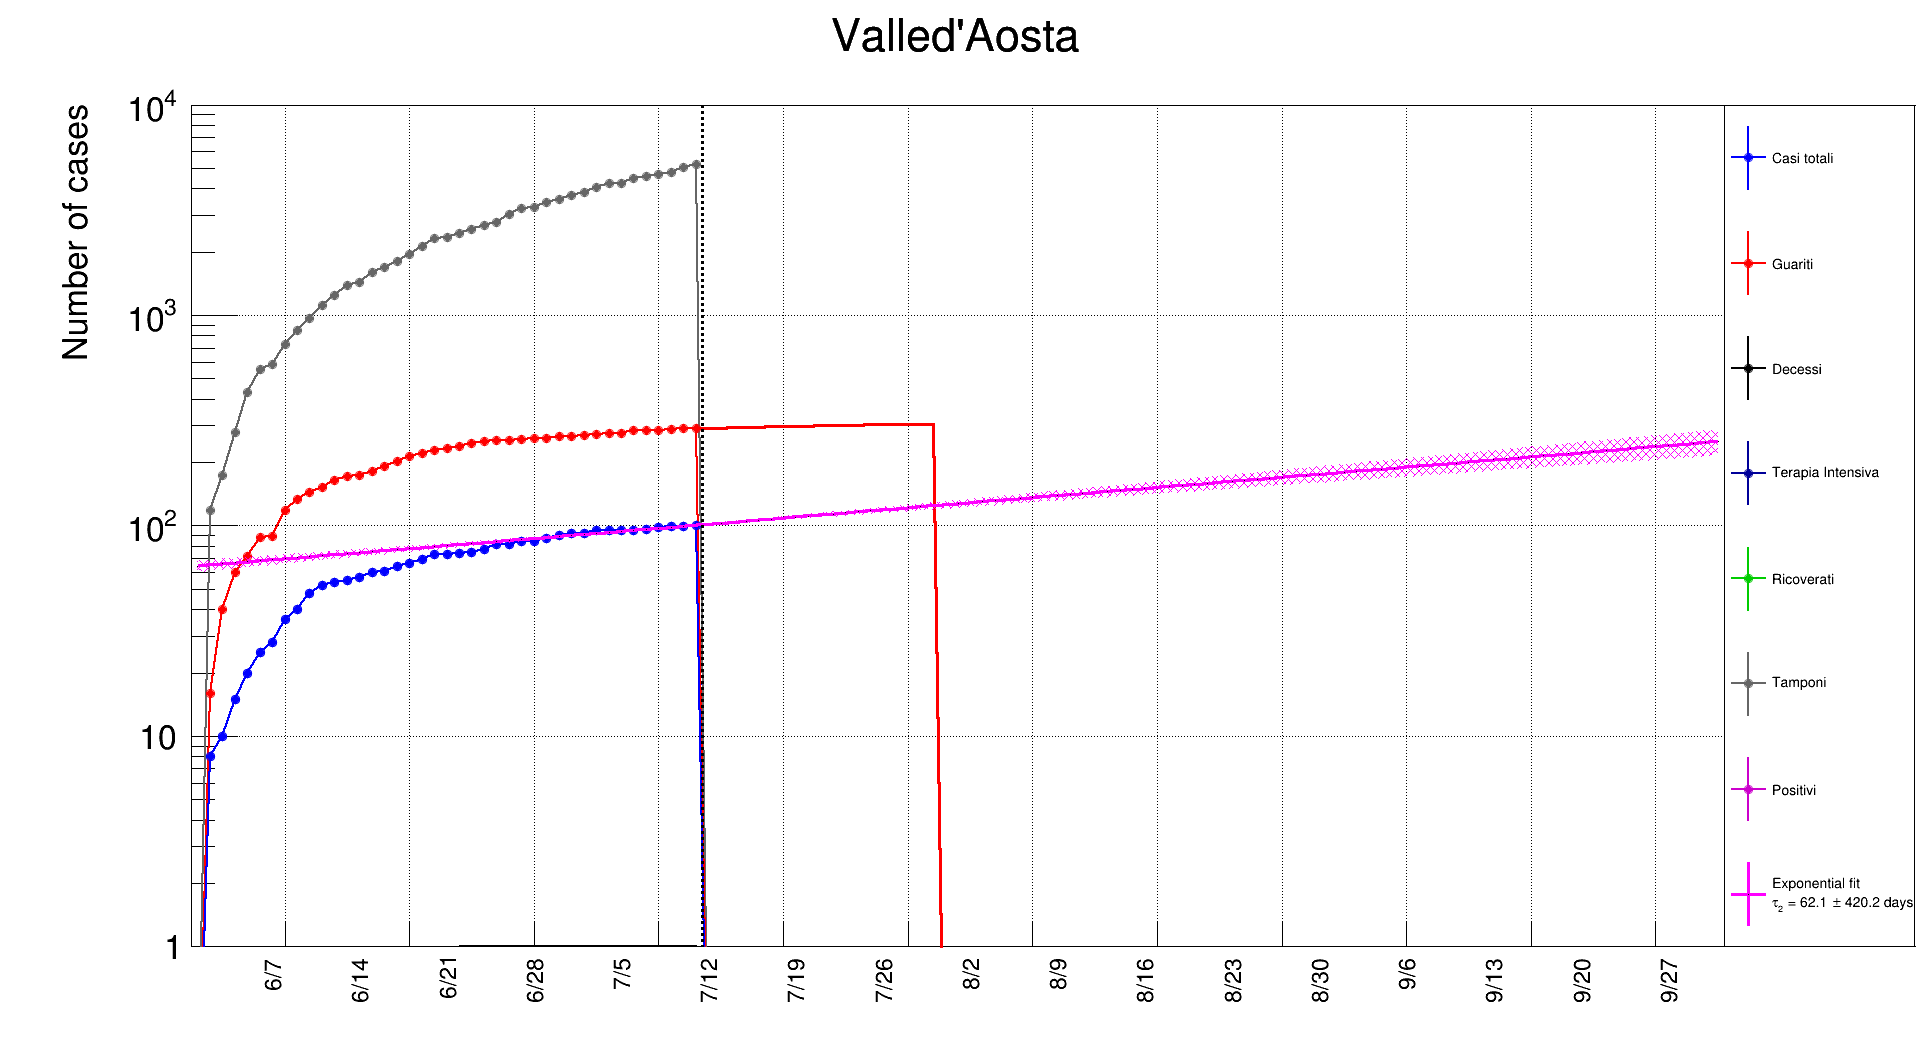 Valled'Aosta
Number of cases
10^4
10^3
10^2
10
1
6/7 6/14 6/21 6/28 7/5 7/12 7/19 7/26 8/2 8/9 8/16 8/23 8/30 9/6 9/13 9/20 9/27
Casi totali
Guariti
Decessi
Terapia Intensiva
Ricoverati
Tamponi
Positivi
Exponential fit
τ_2 = 62.1 ± 420.2 days